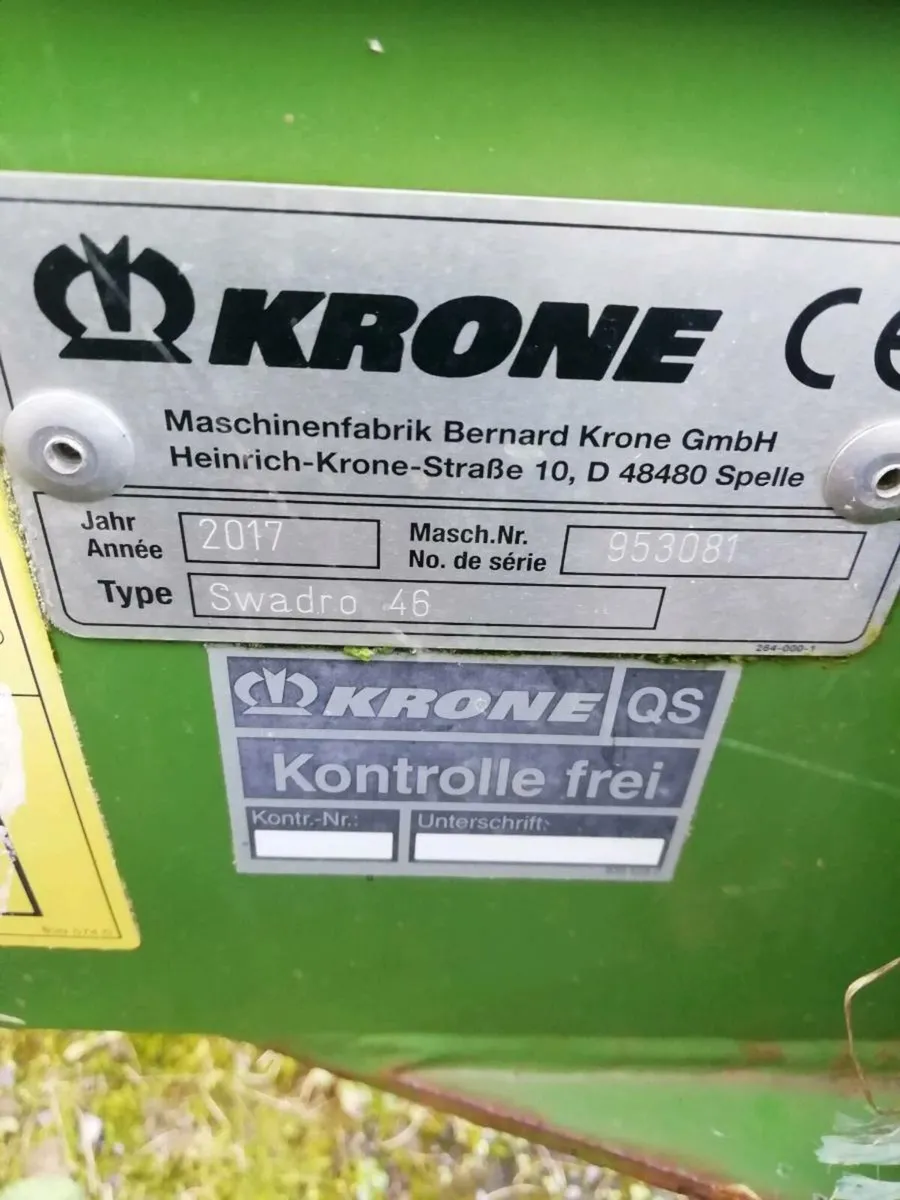 KRONE CE
Maschinenfabrik Bernard Krone GmbH
Heinrich-Krone-Straße 10, D 48480 Spelle
Jahr
Année
2017
Masch.Nr.
No. de série
953081
Type
Swadro 46
264-000-1
KRONE QS
Kontrolle frei
Kontr.-Nr.:
Unterschrift: